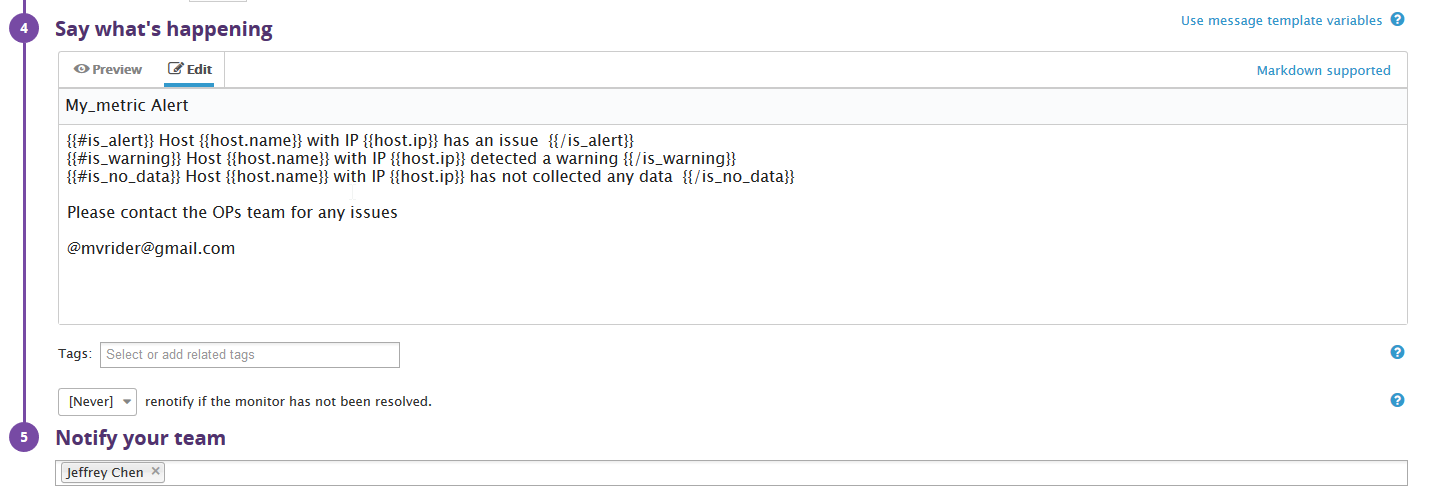 4 Say what's happening
Use message template variables ?
Preview Edit
Markdown supported
My_metric Alert
{{#is_alert}} Host {{host.name}} with IP {{host.ip}} has an issue  {{/is_alert}}
{{#is_warning}} Host {{host.name}} with IP {{host.ip}} detected a warning {{/is_warning}}
{{#is_no_data}} Host {{host.name}} with IP {{host.ip}} has not collected any data  {{/is_no_data}}
Please contact the OPs team for any issues
@mvrider@gmail.com
Tags: Select or add related tags ?
[Never] renotify if the monitor has not been resolved. ?
5 Notify your team
Jeffrey Chen ×